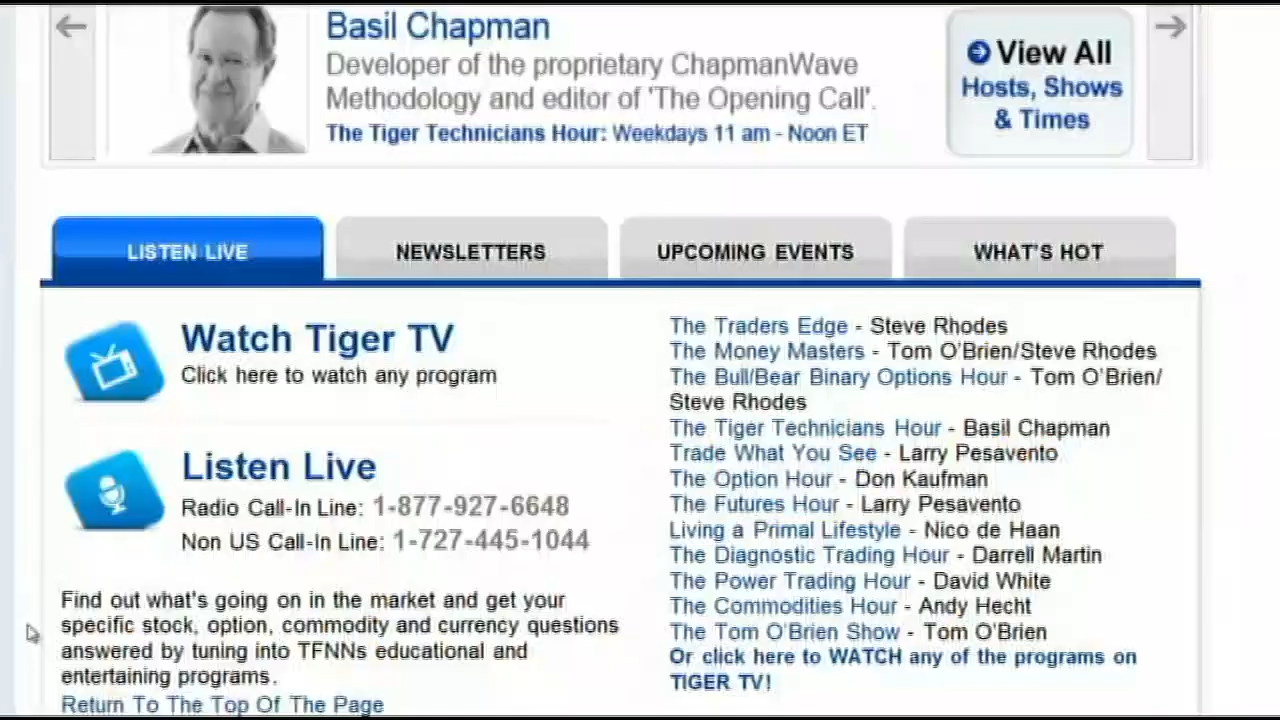 Basil Chapman
Developer of the proprietary ChapmanWave
Methodology and editor of 'The Opening Call'.
The Tiger Technicians Hour: Weekdays 11 am - Noon ET
View All
Hosts, Shows
& Times
LISTEN LIVE
NEWSLETTERS
UPCOMING EVENTS
WHAT'S HOT
Watch Tiger TV
Click here to watch any program
Listen Live
Radio Call-In Line: 1-877-927-6648
Non US Call-In Line: 1-727-445-1044
Find out what's going on in the market and get your
specific stock, option, commodity and currency questions
answered by tuning into TFNNs educational and
entertaining programs.
Return To The Top Of The Page
The Traders Edge - Steve Rhodes
The Money Masters - Tom O'Brien/Steve Rhodes
The Bull/Bear Binary Options Hour - Tom O'Brien/
Steve Rhodes
The Tiger Technicians Hour - Basil Chapman
Trade What You See - Larry Pesavento
The Option Hour - Don Kaufman
The Futures Hour - Larry Pesavento
Living a Primal Lifestyle - Nico de Haan
The Diagnostic Trading Hour - Darrell Martin
The Power Trading Hour - David White
The Commodities Hour - Andy Hecht
The Tom O'Brien Show - Tom O'Brien
Or click here to WATCH any of the programs on
TIGER TV!